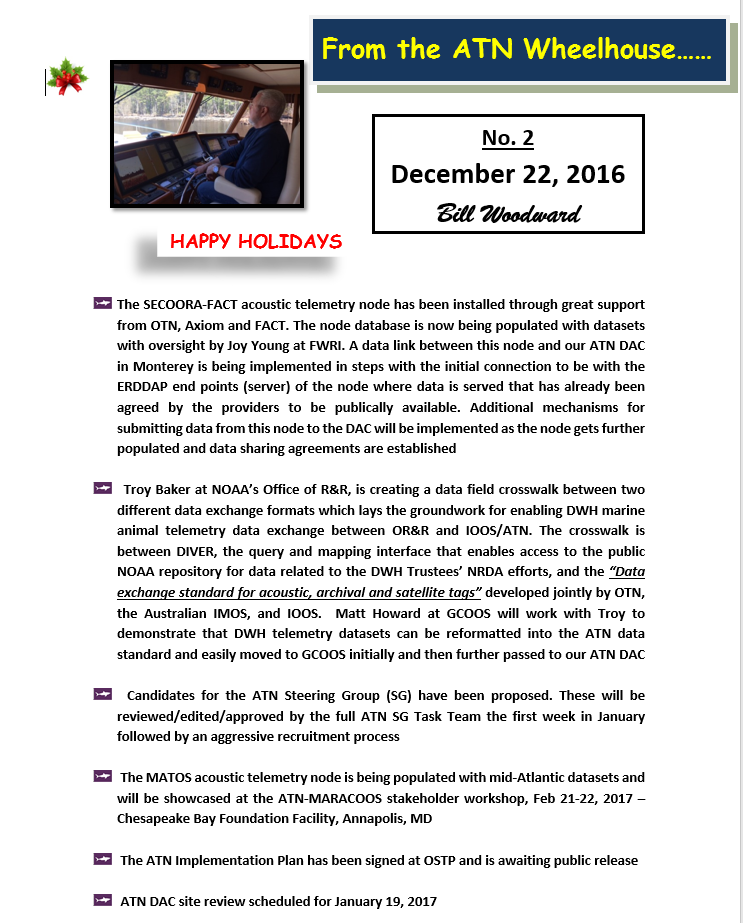 From the ATN Wheelhouse......
No. 2
December 22, 2016
Bill Woodward
HAPPY HOLIDAYS
The SECOORA-FACT acoustic telemetry node has been installed through great support
from OTN, Axiom and FACT. The node database is now being populated with datasets
with oversight by Joy Young at FWRI. A data link between this node and our ATN DAC
in Monterey is being implemented in steps with the initial connection to be with the
ERDDAP end points (server) of the node where data is served that has already been
agreed by the providers to be publically available. Additional mechanisms for
submitting data from this node to the DAC will be implemented as the node gets further
populated and data sharing agreements are established
Troy Baker at NOAA’s Office of R&R, is creating a data field crosswalk between two
different data exchange formats which lays the groundwork for enabling DWH marine
animal telemetry data exchange between OR&R and IOOS/ATN. The crosswalk is
between DIVER, the query and mapping interface that enables access to the public
NOAA repository for data related to the DWH Trustees’ NRDA efforts, and the “Data
exchange standard for acoustic, archival and satellite tags” developed jointly by OTN,
the Australian IMOS, and IOOS. Matt Howard at GCOOS will work with Troy to
demonstrate that DWH telemetry datasets can be reformatted into the ATN data
standard and easily moved to GCOOS initially and then further passed to our ATN DAC
Candidates for the ATN Steering Group (SG) have been proposed. These will be
reviewed/edited/approved by the full ATN SG Task Team the first week in January
followed by an aggressive recruitment process
The MATOS acoustic telemetry node is being populated with mid-Atlantic datasets and
will be showcased at the ATN-MARACOOS stakeholder workshop, Feb 21-22, 2017 –
Chesapeake Bay Foundation Facility, Annapolis, MD
The ATN Implementation Plan has been signed at OSTP and is awaiting public release
ATN DAC site review scheduled for January 19, 2017